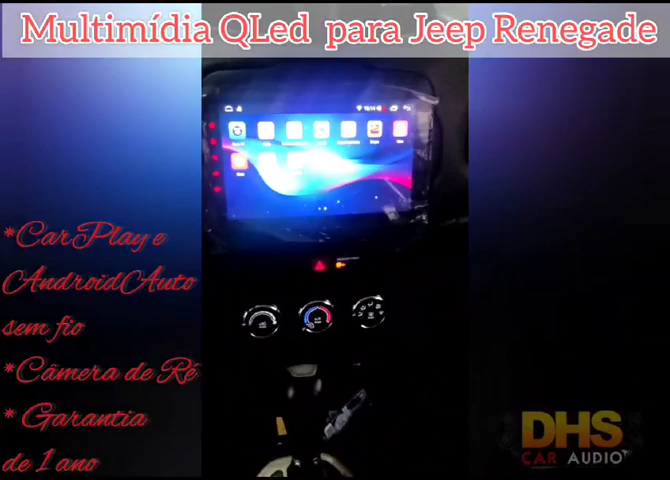 Multimídia QLed para Jeep Renegade
*CarPlay e
AndroidAuto
sem fio
*Câmera de Ré
* Garantia
de 1 ano
DHS
CAR AUDIO